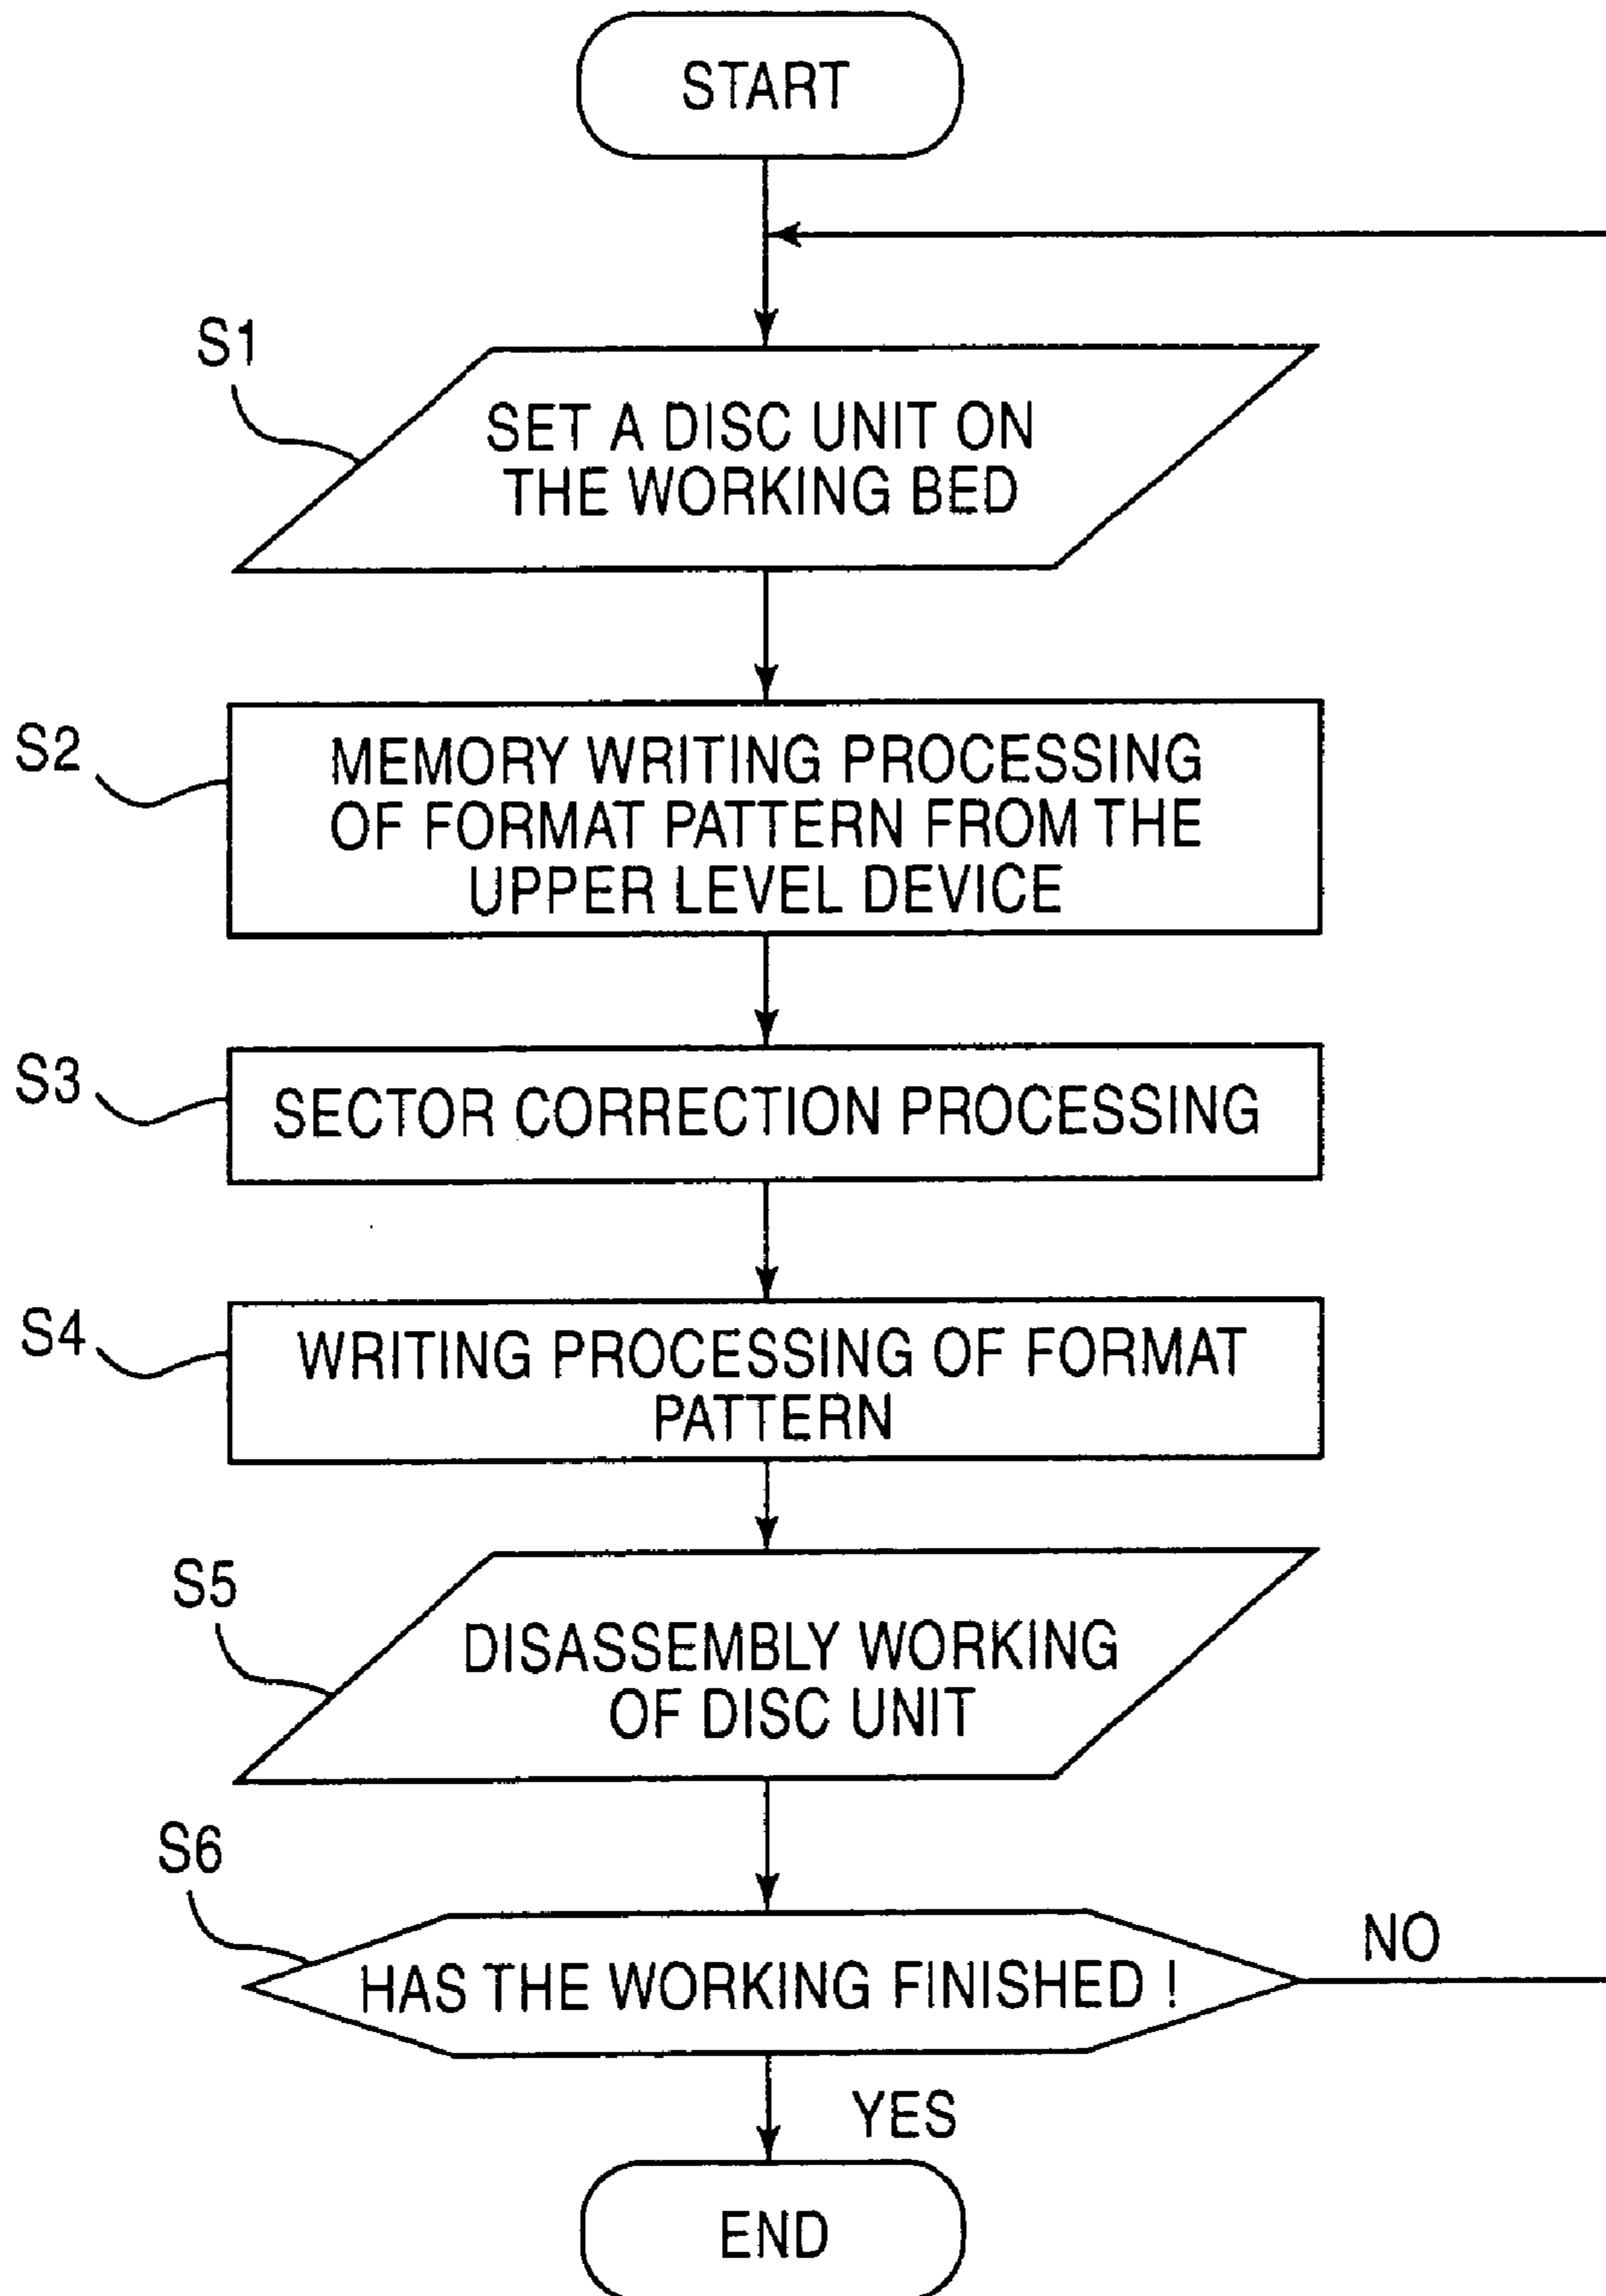 START
S1
SET A DISC UNIT ON
THE WORKING BED
S2
MEMORY WRITING PROCESSING
OF FORMAT PATTERN FROM THE
UPPER LEVEL DEVICE
S3
SECTOR CORRECTION PROCESSING
S4
WRITING PROCESSING OF FORMAT
PATTERN
S5
DISASSEMBLY WORKING
OF DISC UNIT
S6
HAS THE WORKING FINISHED !
NO
YES
END